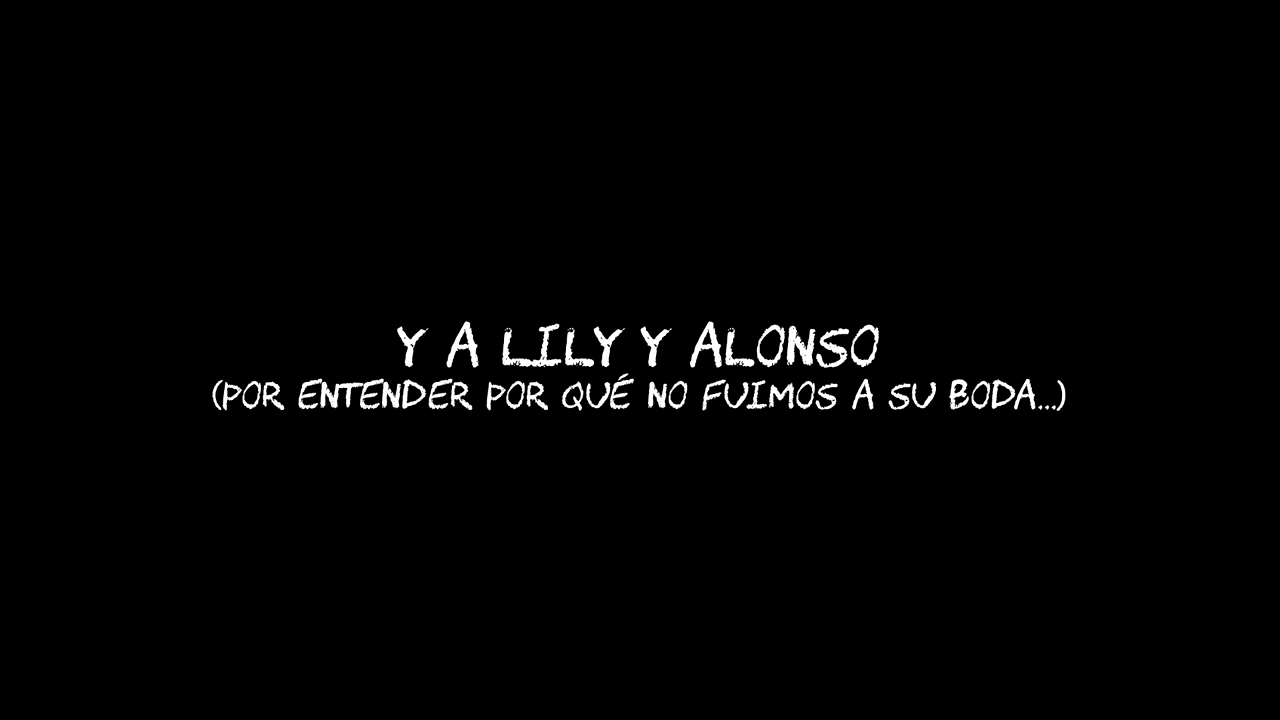 Y A LILY Y ALONSO
(POR ENTENDER POR QUÉ NO FUIMOS A SU BODA...)